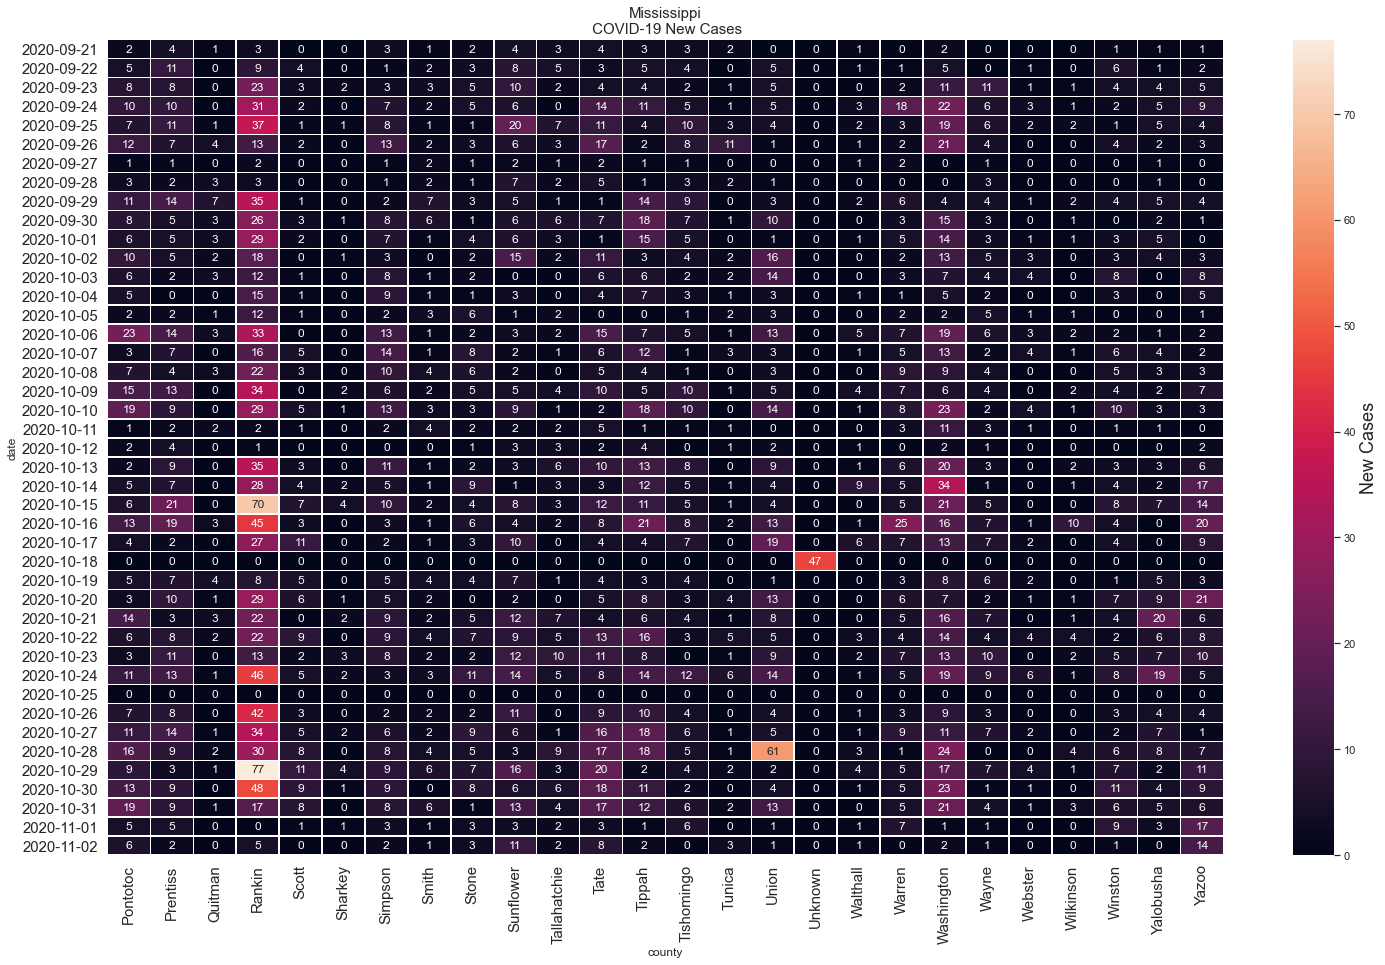 Mississippi
COVID-19 New Cases
2020-09-21 2 4 1 3 0 0 3 1 2 4 3 4 3 3 2 0 0 1 0 2 0 0 0 1 1 1
2020-09-22 5 11 0 9 4 0 1 2 3 8 5 3 5 4 0 5 0 1 1 5 0 1 0 6 1 2
2020-09-23 8 8 0 23 3 2 3 3 5 10 2 4 4 2 1 5 0 0 2 11 11 1 1 4 4 5
2020-09-24 10 10 0 31 2 0 7 2 5 6 0 14 11 5 1 5 0 3 18 22 6 3 1 2 5 9
2020-09-25 7 11 1 37 1 1 8 1 1 20 7 11 4 10 3 4 0 2 3 19 6 2 2 1 5 4
2020-09-26 12 7 4 13 2 0 13 2 3 6 3 17 2 8 11 1 0 1 2 21 4 0 0 4 2 3
2020-09-27 1 1 0 2 0 0 1 2 1 2 1 2 1 1 0 0 0 1 2 0 1 0 0 0 1 0
2020-09-28 3 2 3 3 0 0 1 2 1 7 2 5 1 3 2 1 0 0 0 0 3 0 0 0 1 0
2020-09-29 11 14 7 35 1 0 2 7 3 5 1 1 14 9 0 3 0 2 6 4 4 1 2 4 5 4
2020-09-30 8 5 3 26 3 1 8 6 1 6 6 7 18 7 1 10 0 0 3 15 3 0 1 0 2 1
2020-10-01 6 5 3 29 2 0 7 1 4 6 3 1 15 5 0 1 0 1 5 14 3 1 1 3 5 0
2020-10-02 10 5 2 18 0 1 3 0 2 15 2 11 3 4 2 16 0 0 2 13 5 3 0 3 4 3
2020-10-03 6 2 3 12 1 0 8 1 2 0 0 6 6 2 2 14 0 0 3 7 4 4 0 8 0 8
2020-10-04 5 0 0 15 1 0 9 1 1 3 0 4 7 3 1 3 0 1 1 5 2 0 0 3 0 5
2020-10-05 2 1 1 12 1 0 2 3 6 1 2 0 0 1 2 3 0 0 2 2 5 1 1 0 0 1
2020-10-06 23 14 3 33 0 0 13 1 2 3 2 15 7 5 1 13 0 5 7 19 6 3 2 2 1 2
2020-10-07 3 7 0 16 5 0 14 1 8 2 1 6 12 1 3 3 0 1 5 13 2 4 1 6 4 2
2020-10-08 7 4 3 22 3 0 10 4 6 2 0 5 4 1 0 3 0 0 9 9 4 0 0 5 3 3
2020-10-09 15 13 0 34 0 2 6 2 5 5 4 10 5 10 1 5 0 4 7 6 4 0 2 4 2 7
2020-10-10 19 9 0 29 5 1 13 3 3 9 1 2 18 10 0 14 0 1 8 23 2 4 1 10 3 3
2020-10-11 1 2 2 2 1 0 2 4 2 2 2 5 1 1 1 0 0 0 3 11 3 1 0 1 0 2
2020-10-12 2 4 0 1 0 0 0 0 1 3 3 2 4 0 1 2 0 1 0 2 1 0 0 0 0 2
2020-10-13 2 9 0 35 3 0 11 1 2 3 6 10 13 8 0 9 0 1 6 20 3 0 2 3 3 6
2020-10-14 5 7 0 28 4 2 5 1 9 1 3 3 12 5 1 4 0 9 5 34 1 0 1 4 2 17
2020-10-15 6 21 0 70 7 4 10 2 4 8 3 12 11 5 1 4 0 0 5 21 5 0 0 8 7 14
2020-10-16 13 19 3 45 3 0 3 1 6 4 2 8 21 8 2 13 0 1 25 16 7 1 10 4 0 20
2020-10-17 4 2 0 27 11 0 2 1 3 10 0 4 4 7 0 19 0 6 7 13 7 2 0 4 0 9
2020-10-18 0 0 0 0 0 0 0 0 0 0 0 0 0 0 0 0 47 0 0 0 0 0 0 0 0 0
2020-10-19 5 7 4 8 5 0 5 4 4 7 1 4 3 4 0 1 0 0 3 8 6 2 0 1 5 3
2020-10-20 3 10 1 29 6 1 5 2 0 2 0 5 8 3 4 13 0 0 6 7 2 1 1 7 9 21
2020-10-21 14 3 3 22 0 2 9 2 5 12 7 4 6 4 1 8 0 0 5 16 7 0 1 4 20 6
2020-10-22 6 8 2 22 9 0 9 4 7 9 5 13 16 3 5 5 0 3 4 14 4 4 4 2 6 8
2020-10-23 3 11 0 13 2 3 8 2 2 12 10 11 8 0 1 9 0 2 7 13 10 0 2 5 7 10
2020-10-24 11 13 1 46 5 2 3 3 11 14 5 8 14 12 6 14 0 1 5 19 9 6 1 8 19 5
2020-10-25 0 0 0 0 0 0 0 0 0 0 0 0 0 0 0 0 0 0 0 0 0 0 0 0 0 0
2020-10-26 7 8 0 42 3 0 2 2 2 11 0 9 10 4 0 4 0 1 3 9 3 0 0 3 4 4
2020-10-27 11 14 1 34 5 2 6 2 9 6 1 16 18 6 1 5 0 0 9 11 7 2 0 2 7 1
2020-10-28 16 9 2 30 8 0 8 4 5 3 9 17 18 5 1 61 0 3 1 24 0 0 4 6 8 7
2020-10-29 9 3 1 77 11 4 9 6 7 16 3 20 2 4 2 2 0 4 5 17 7 4 1 7 2 11
2020-10-30 13 9 0 48 9 1 9 0 8 6 6 18 11 2 0 4 0 1 5 23 1 1 0 11 4 9
2020-10-31 19 9 1 17 8 0 8 6 1 13 4 17 12 6 2 13 0 0 5 21 4 1 3 6 5 6
2020-11-01 5 5 0 0 1 1 3 1 3 3 2 3 1 6 0 1 0 1 7 1 1 0 0 9 3 17
2020-11-02 6 2 0 5 0 0 2 1 3 11 2 8 2 0 3 1 0 0 0 2 1 0 0 1 0 14
date
Pontotoc Prentiss Quitman Rankin Scott Sharkey Simpson Smith Stone Sunflower Tallahatchie Tate Tippah Tishomingo Tunica Union Unknown Walthall Warren Washington Wayne Webster Wilkinson Winston Yalobusha Yazoo
county
70
60
50
40
30
20
10
0
New Cases